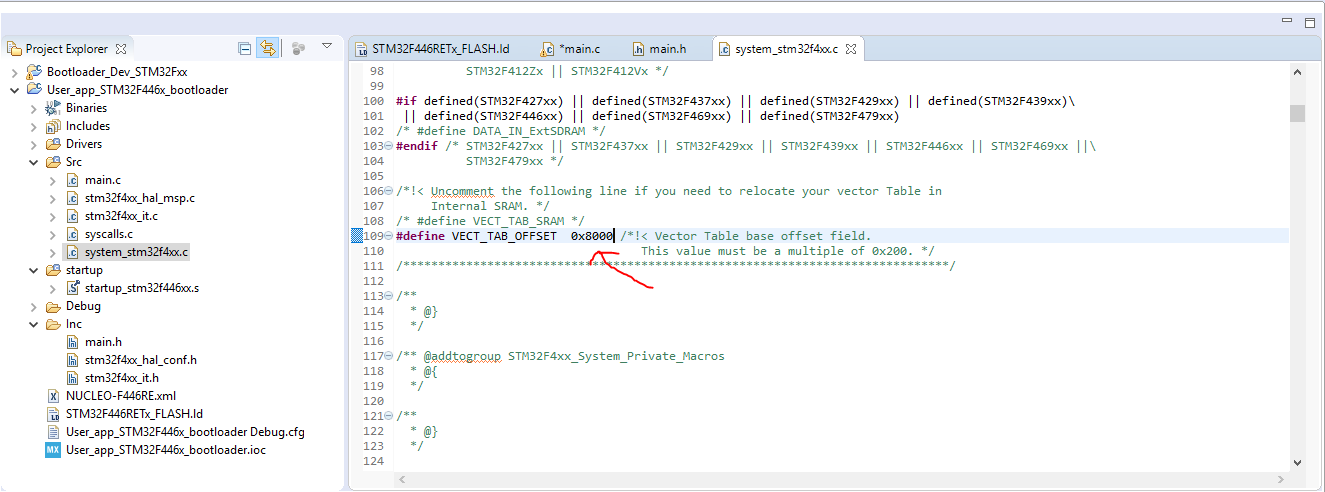 Project Explorer
Bootloader_Dev_STM32Fxx
User_app_STM32F446x_bootloader
Binaries
Includes
Drivers
Src
main.c
stm32f4xx_hal_msp.c
stm32f4xx_it.c
syscalls.c
system_stm32f4xx.c
startup
startup_stm32f446xx.s
Debug
Inc
main.h
stm32f4xx_hal_conf.h
stm32f4xx_it.h
NUCLEO-F446RE.xml
STM32F446RETx_FLASH.ld
User_app_STM32F446x_bootloader Debug.cfg
MX User_app_STM32F446x_bootloader.ioc
STM32F446RETx_FLASH.ld *main.c main.h system_stm32f4xx.c
98 STM32F412Zx || STM32F412Vx */
99
100 #if defined(STM32F427xx) || defined(STM32F437xx) || defined(STM32F429xx) || defined(STM32F439xx)\
101 || defined(STM32F446xx) || defined(STM32F469xx) || defined(STM32F479xx)
102 /* #define DATA_IN_ExtSDRAM */
103 #endif /* STM32F427xx || STM32F437xx || STM32F429xx || STM32F439xx || STM32F446xx || STM32F469xx ||\
104 STM32F479xx */
105
106 /*!< Uncomment the following line if you need to relocate your vector Table in
107 Internal SRAM. */
108 /* #define VECT_TAB_SRAM */
109 #define VECT_TAB_OFFSET 0x8000 /*!< Vector Table base offset field.
110 This value must be a multiple of 0x200. */
111 /******************************************************************************/
112
113 /**
114 * @}
115 */
116
117 /** @addtogroup STM32F4xx_System_Private_Macros
118 * @{
119 */
120
121 /**
122 * @}
123 */
124